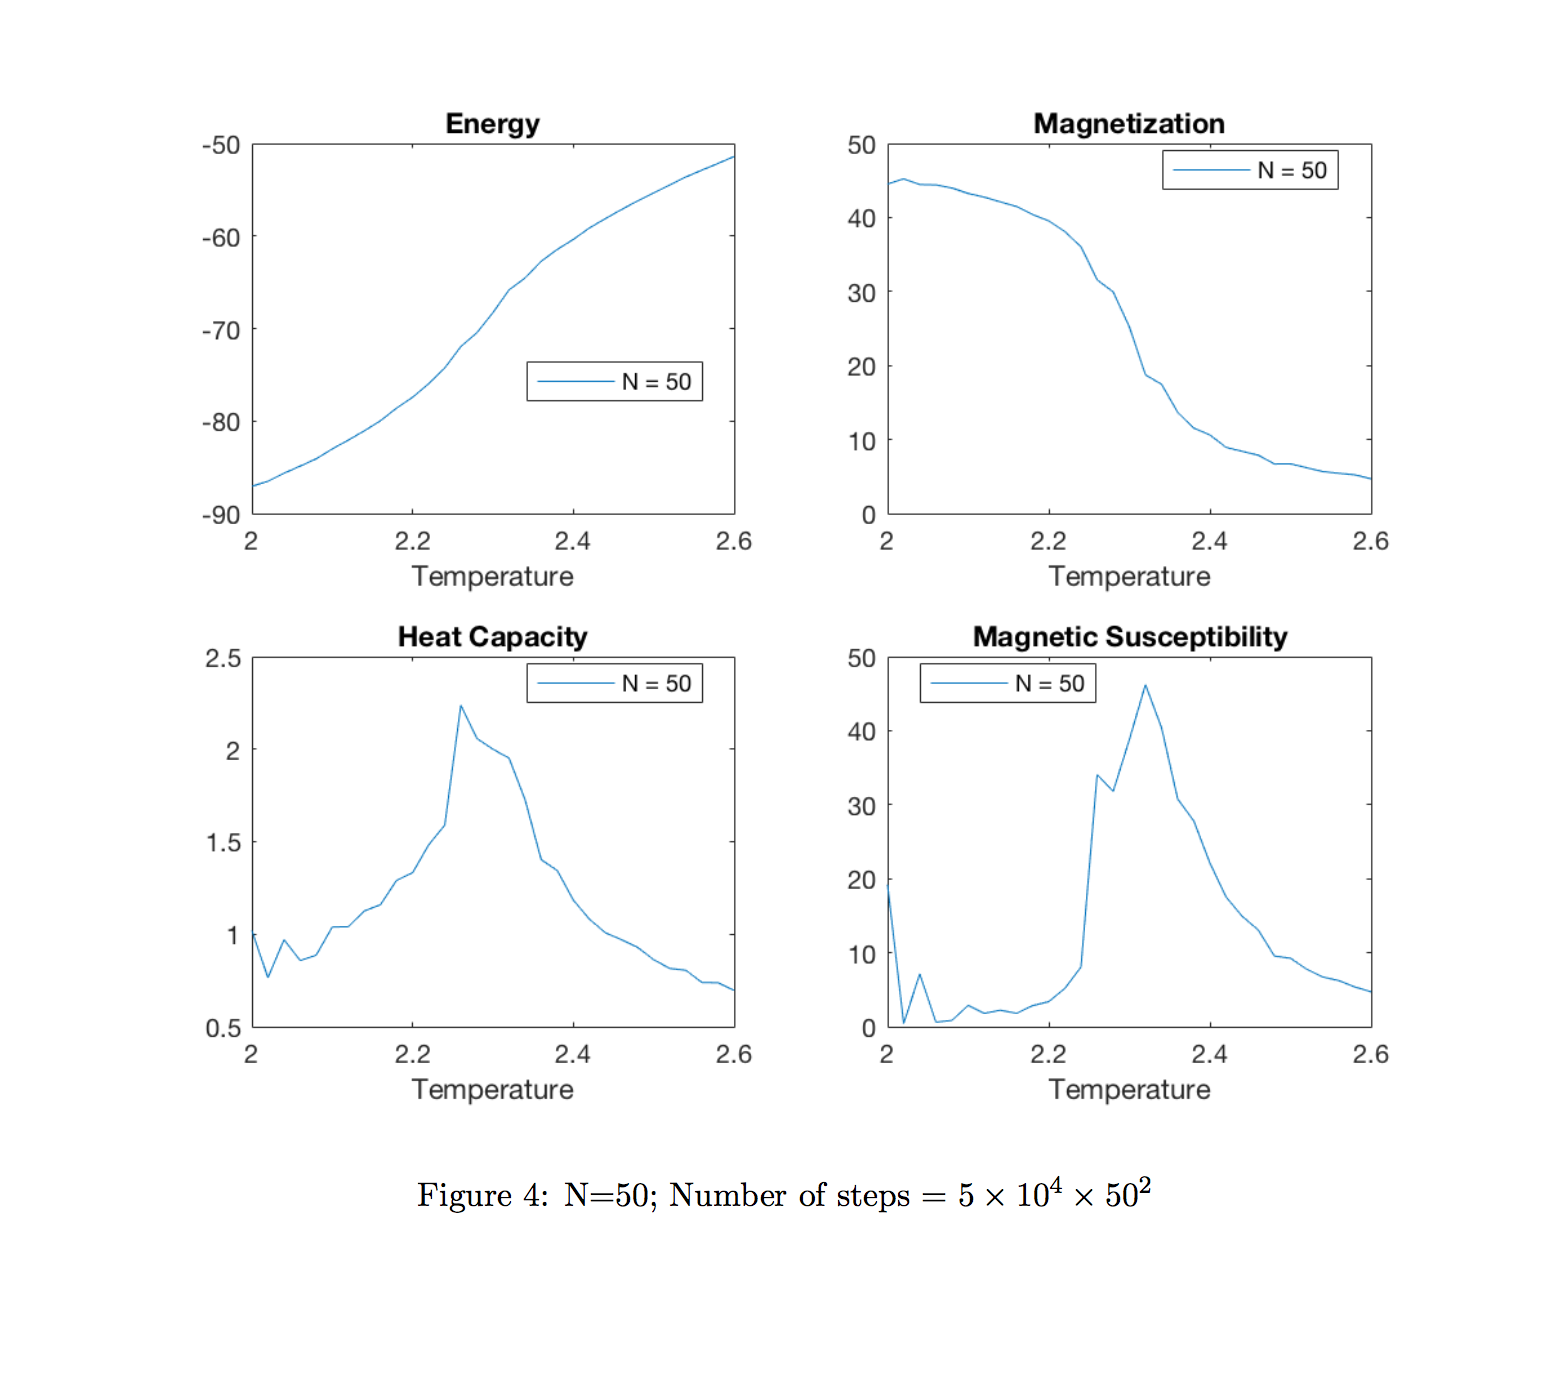 Energy
-50
-60
-70
-80
-90
N = 50
2 2.2 2.4 2.6
Temperature
Magnetization
50
40
30
20
10
0
N = 50
2 2.2 2.4 2.6
Temperature
Heat Capacity
2.5
2
1.5
1
0.5
N = 50
2 2.2 2.4 2.6
Temperature
Magnetic Susceptibility
50
40
30
20
10
0
N = 50
2 2.2 2.4 2.6
Temperature
Figure 4: N=50; Number of steps = 5 × 10⁴ × 50²